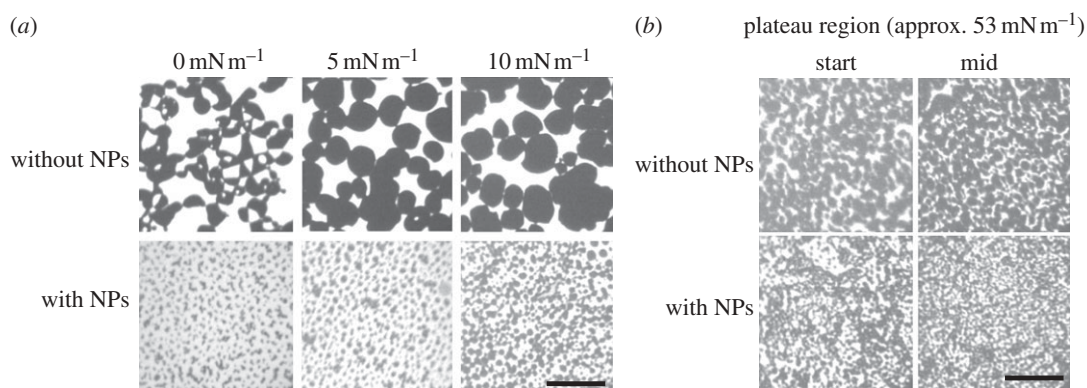 (a)
0 mN m−1
5 mN m−1
10 mN m−1
without NPs
with NPs
(b)
plateau region (approx. 53 mN m−1)
start
mid
without NPs
with NPs